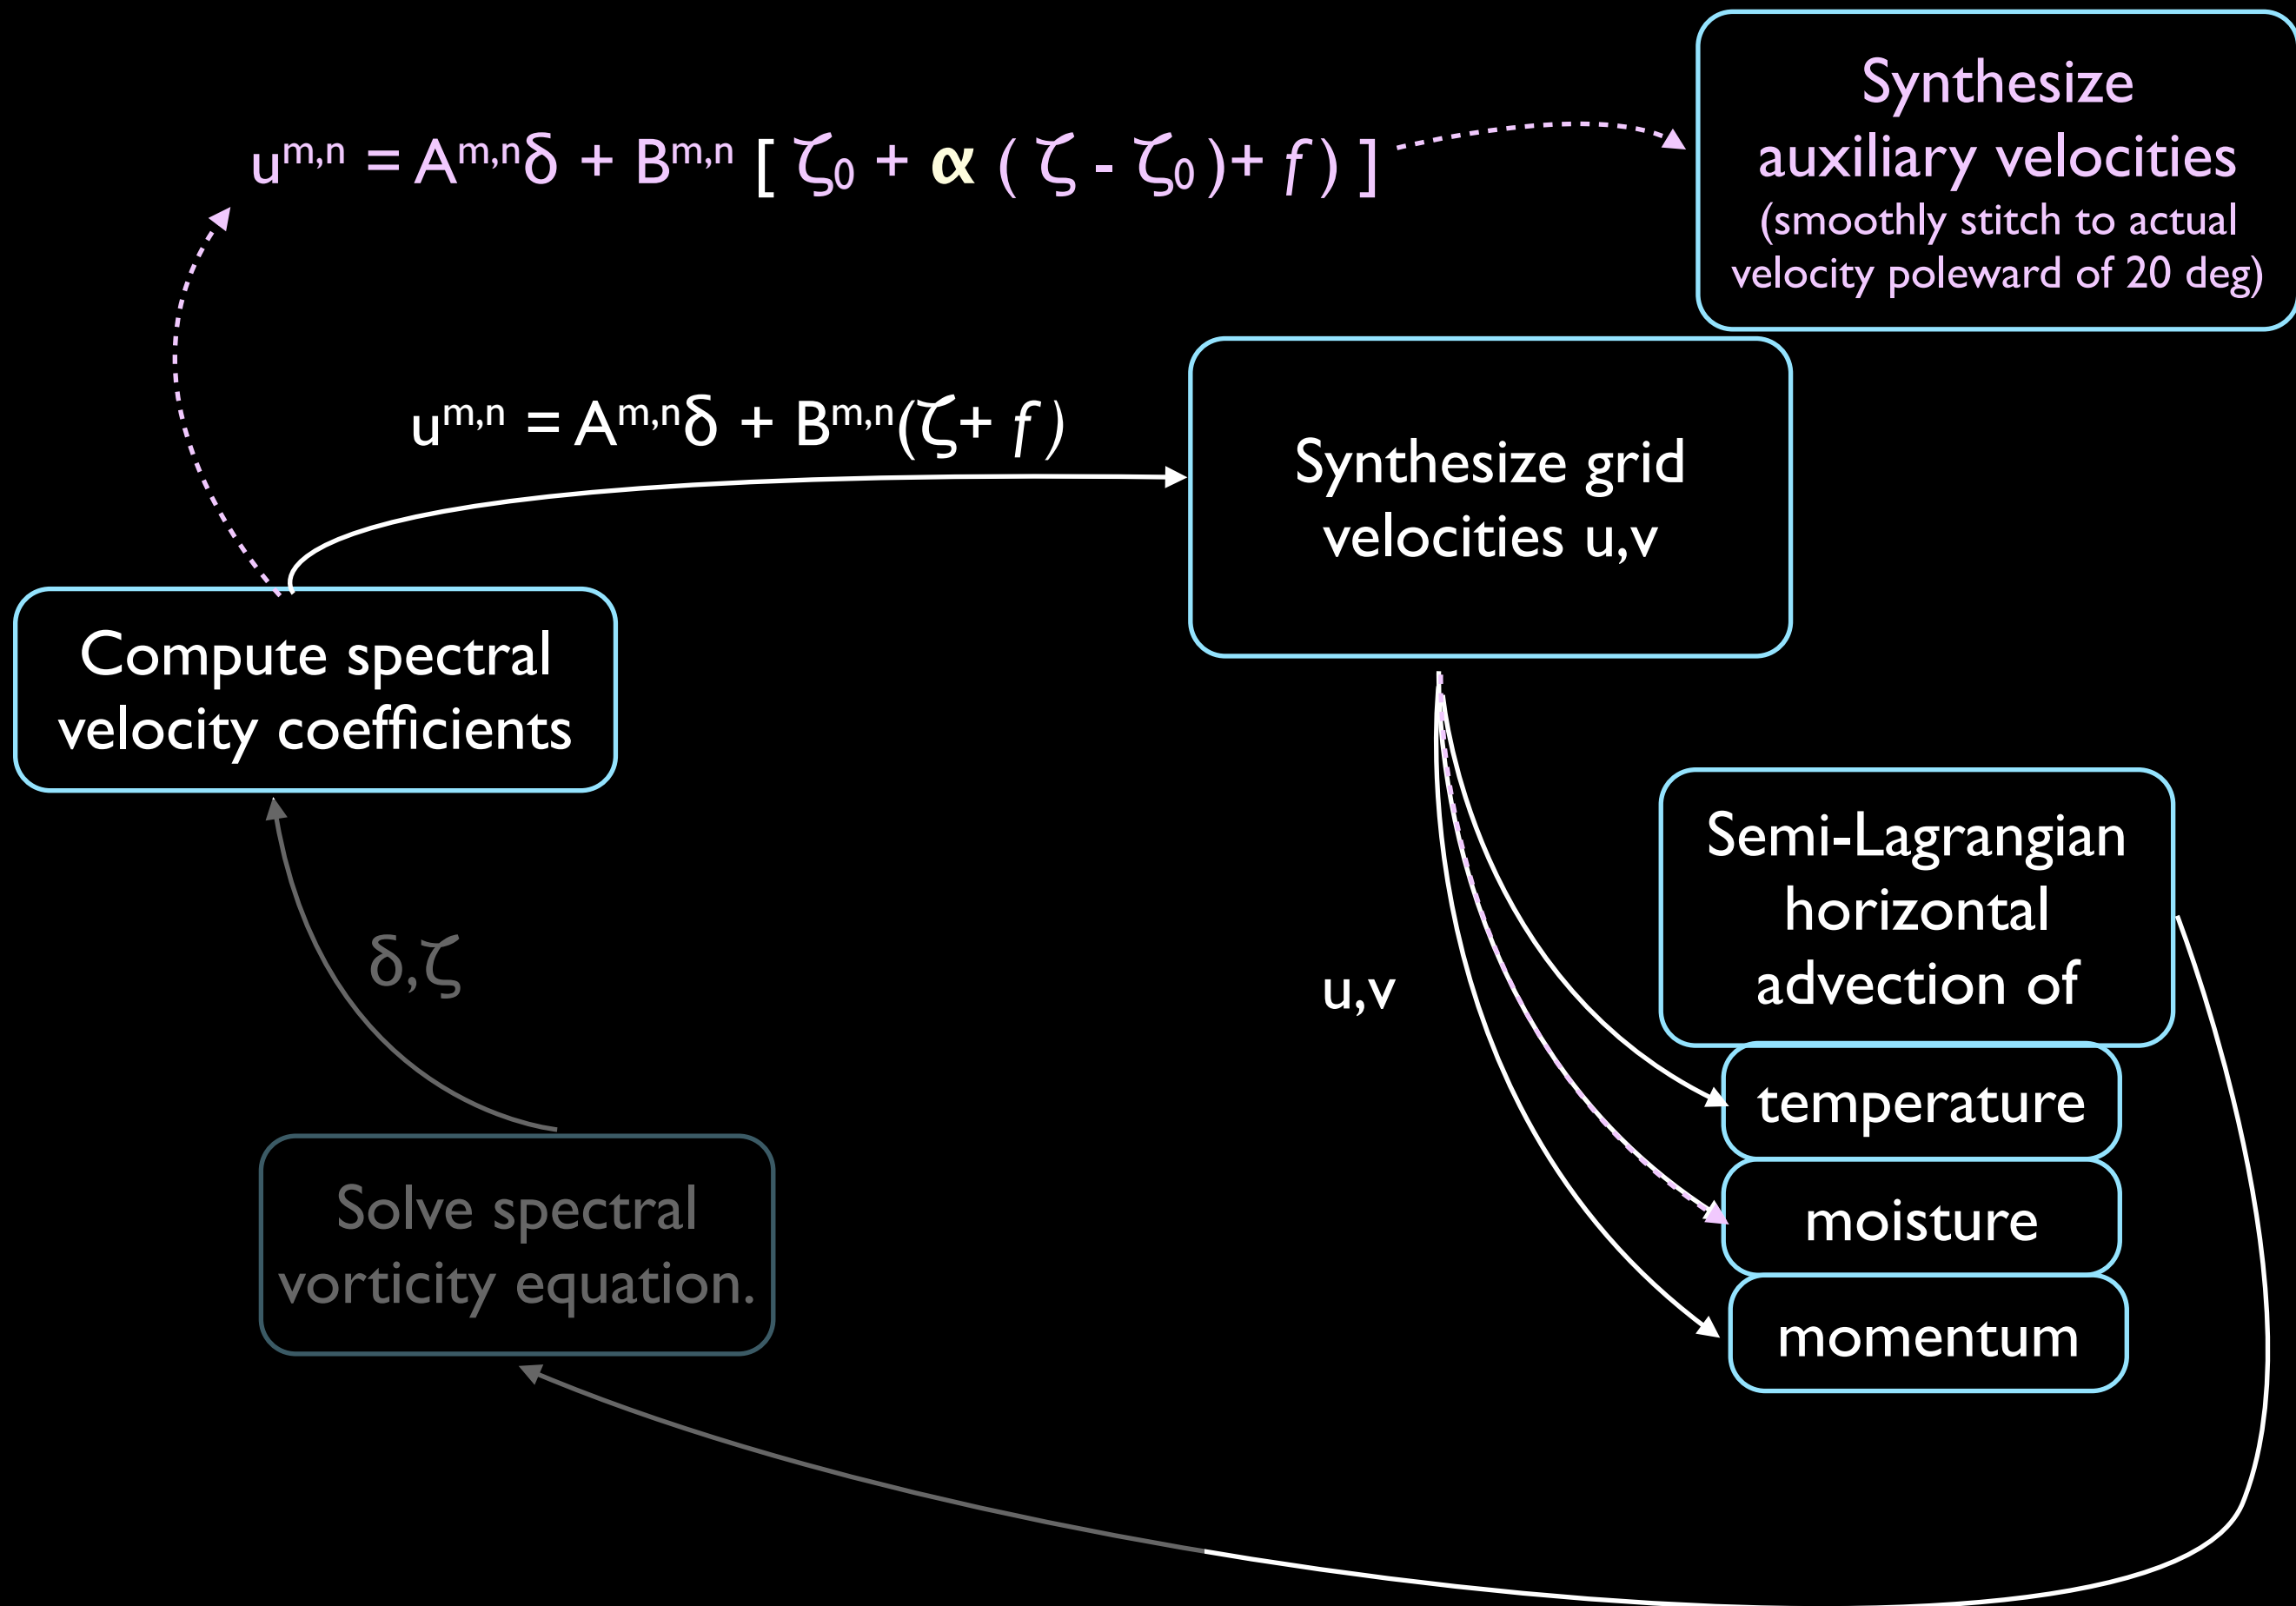 Synthesize
auxiliary velocities
(smoothly stitch to actual
velocity poleward of 20 deg)
u^m,n = A^m,nδ + B^m,n [ ζ₀ + α ( ζ - ζ₀ )+ f ) ]
u^m,n = A^m,nδ + B^m,n(ζ+ f )
Synthesize grid
velocities u,v
Compute spectral
velocity coefficients
δ,ζ
u,v
Semi-Lagrangian
horizontal
advection of
temperature
moisture
momentum
Solve spectral
vorticity equation.